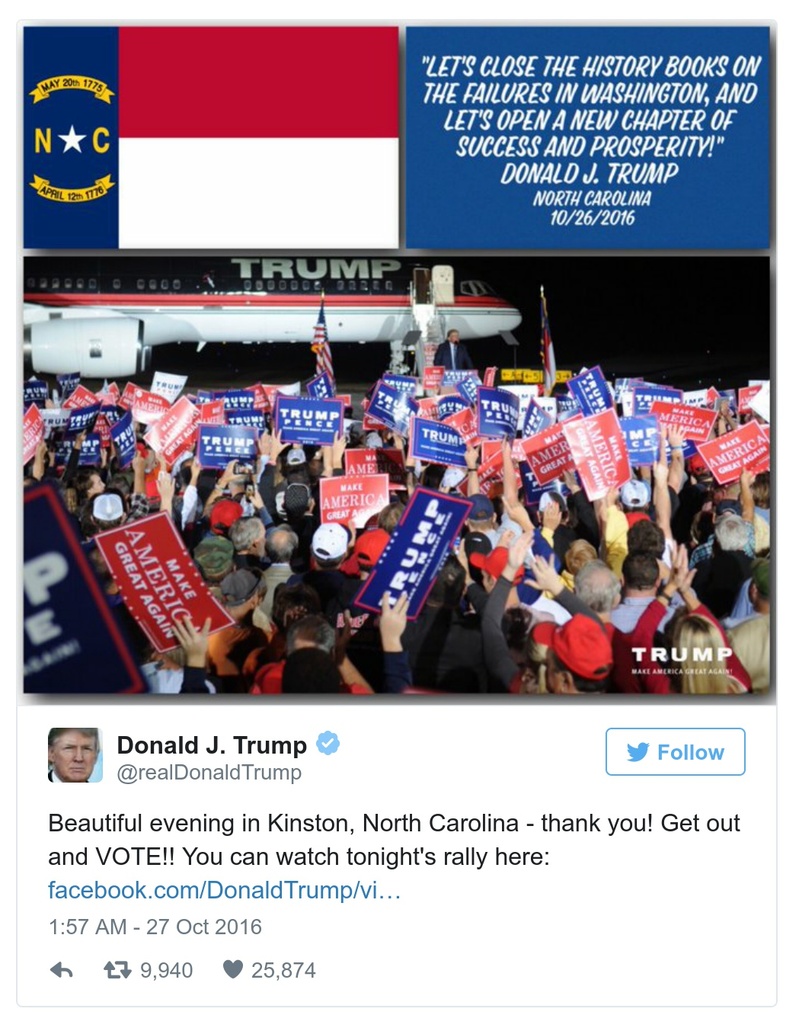 MAY 20th 1775
N ★ C
APRIL 12th 1776
"LET'S CLOSE THE HISTORY BOOKS ON
THE FAILURES IN WASHINGTON, AND
LET'S OPEN A NEW CHAPTER OF
SUCCESS AND PROSPERITY!"
DONALD J. TRUMP
NORTH CAROLINA
10/26/2016
TRUMP
TRUMP
PENCE
TRUMP
PENCE
TRUMP
MAKE
AMERICA
GREAT AGAIN
MAKE
AMERICA
GREAT AGAIN
TRUMP
TRUMP
MAKE AMERICA GREAT AGAIN!
Donald J. Trump
@realDonaldTrump
Follow
Beautiful evening in Kinston, North Carolina - thank you! Get out
and VOTE!! You can watch tonight's rally here:
facebook.com/DonaldTrump/vi…
1:57 AM - 27 Oct 2016
9,940 25,874